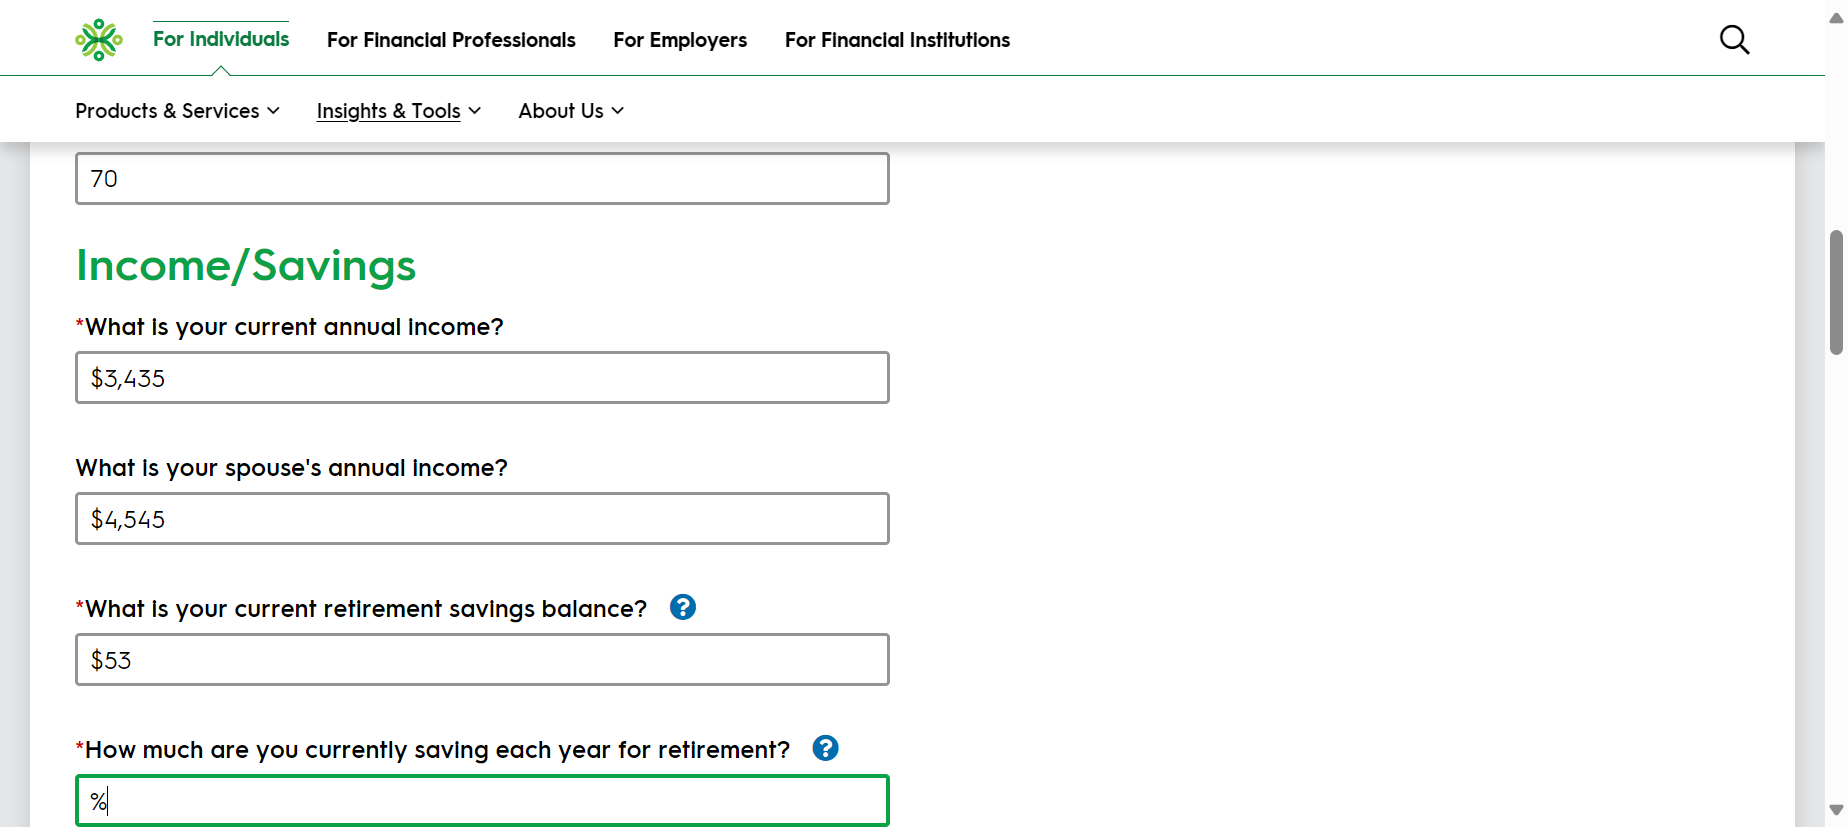 For Individuals For Financial Professionals For Employers For Financial Institutions
Products & Services Insights & Tools About Us
70
Income/Savings
*What is your current annual income?
$3,435
What is your spouse's annual income?
$4,545
*What is your current retirement savings balance? ?
$53
*How much are you currently saving each year for retirement? ?
%